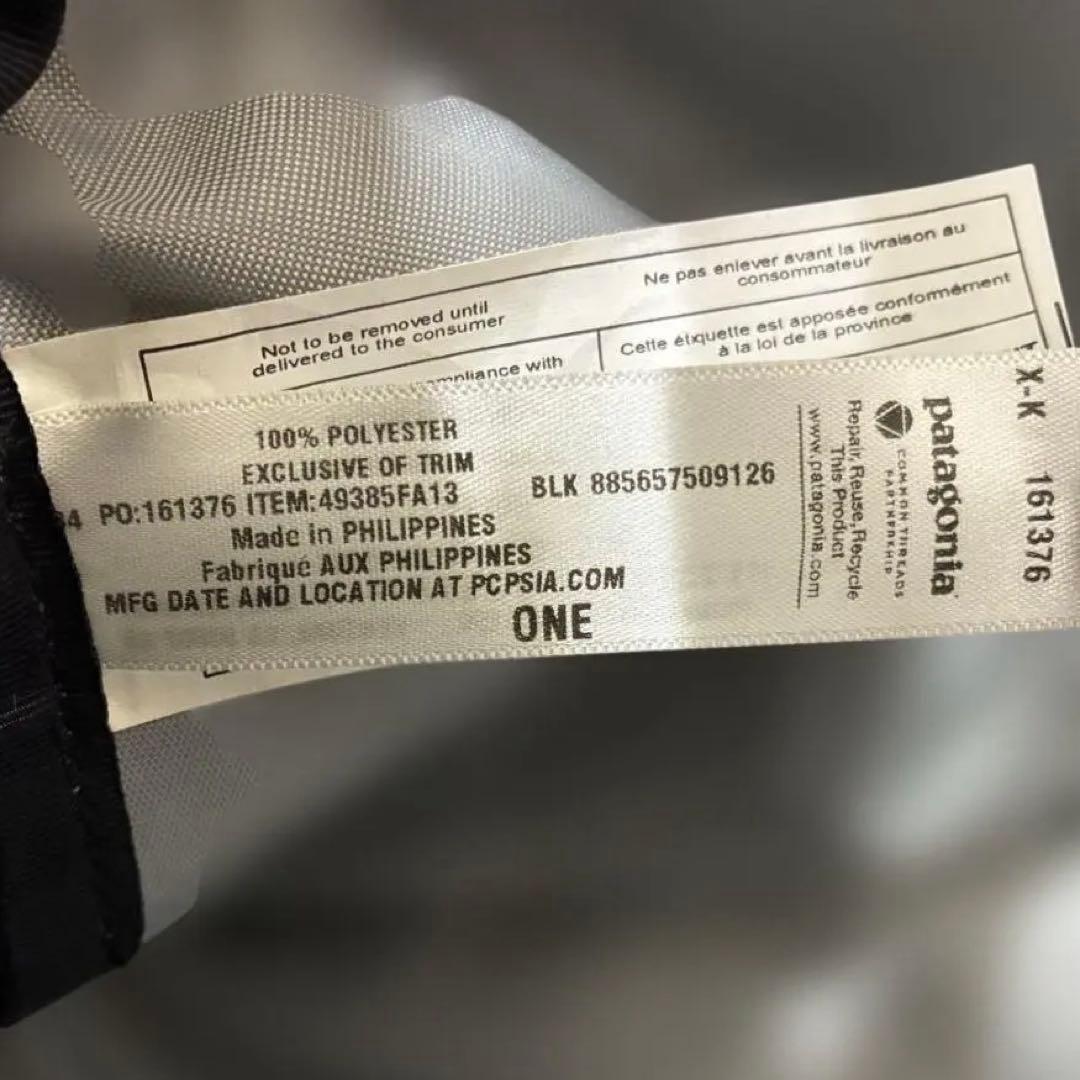 Not to be removed until
delivered to the consumer
Ne pas enlever avant la livraison au
consommateur
with
Cette étiquette est apposée conformément
à la loi de la province
100% POLYESTER
EXCLUSIVE OF TRIM
PO:161376 ITEM:49385FA13
Made in PHILIPPINES
Fabriqué AUX PHILIPPINES
MFG DATE AND LOCATION AT PCPSIA.COM
ONE
BLK 885657509126
patagonia
COMMON THREADS
PARTNERSHIP
Repair, Reuse, Recycle
This Product
www.patagonia.com
X-K 161376